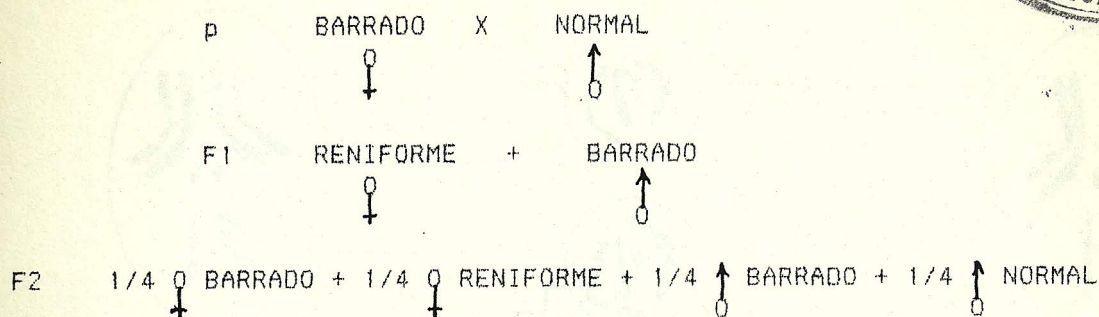 p BARRADO X NORMAL
F1 RENIFORME + BARRADO
F2 1/4 ♀ BARRADO + 1/4 ♀ RENIFORME + 1/4 ♂ BARRADO + 1/4 ♂ NORMAL